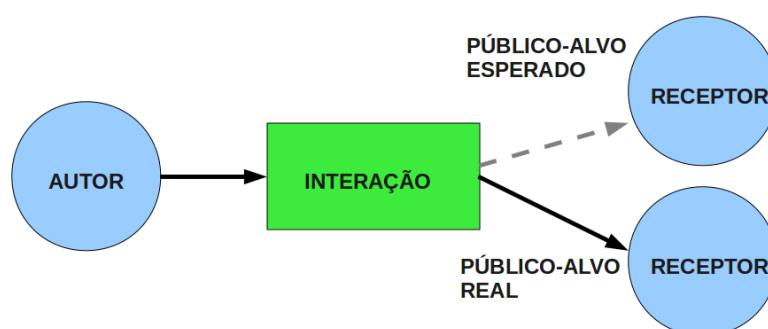 PÚBLICO-ALVO
ESPERADO
RECEPTOR
AUTOR
INTERAÇÃO
PÚBLICO-ALVO
REAL
RECEPTOR